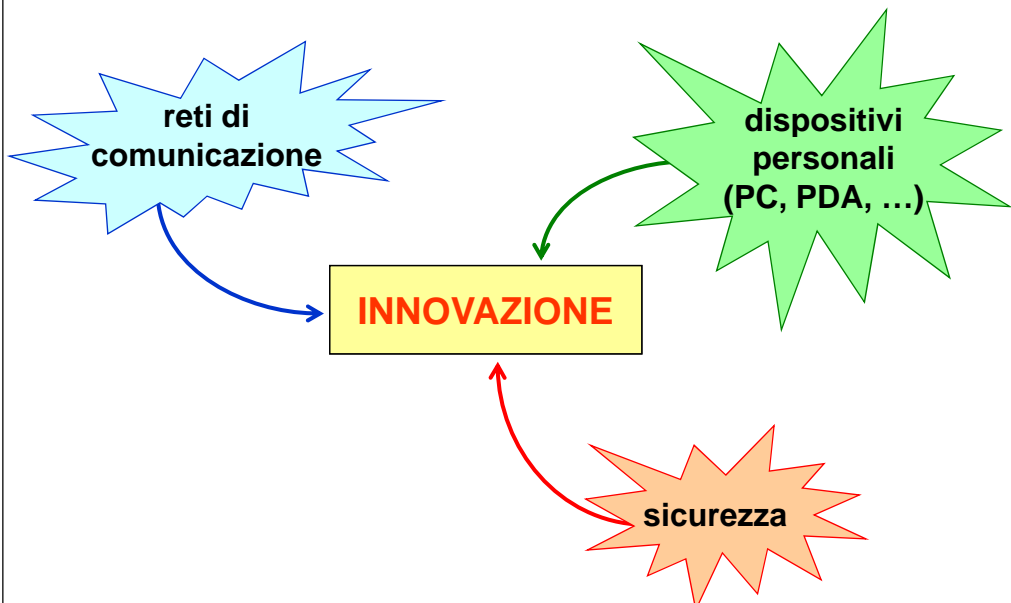 reti di
comunicazione
dispositivi
personali
(PC, PDA, …)
INNOVAZIONE
sicurezza